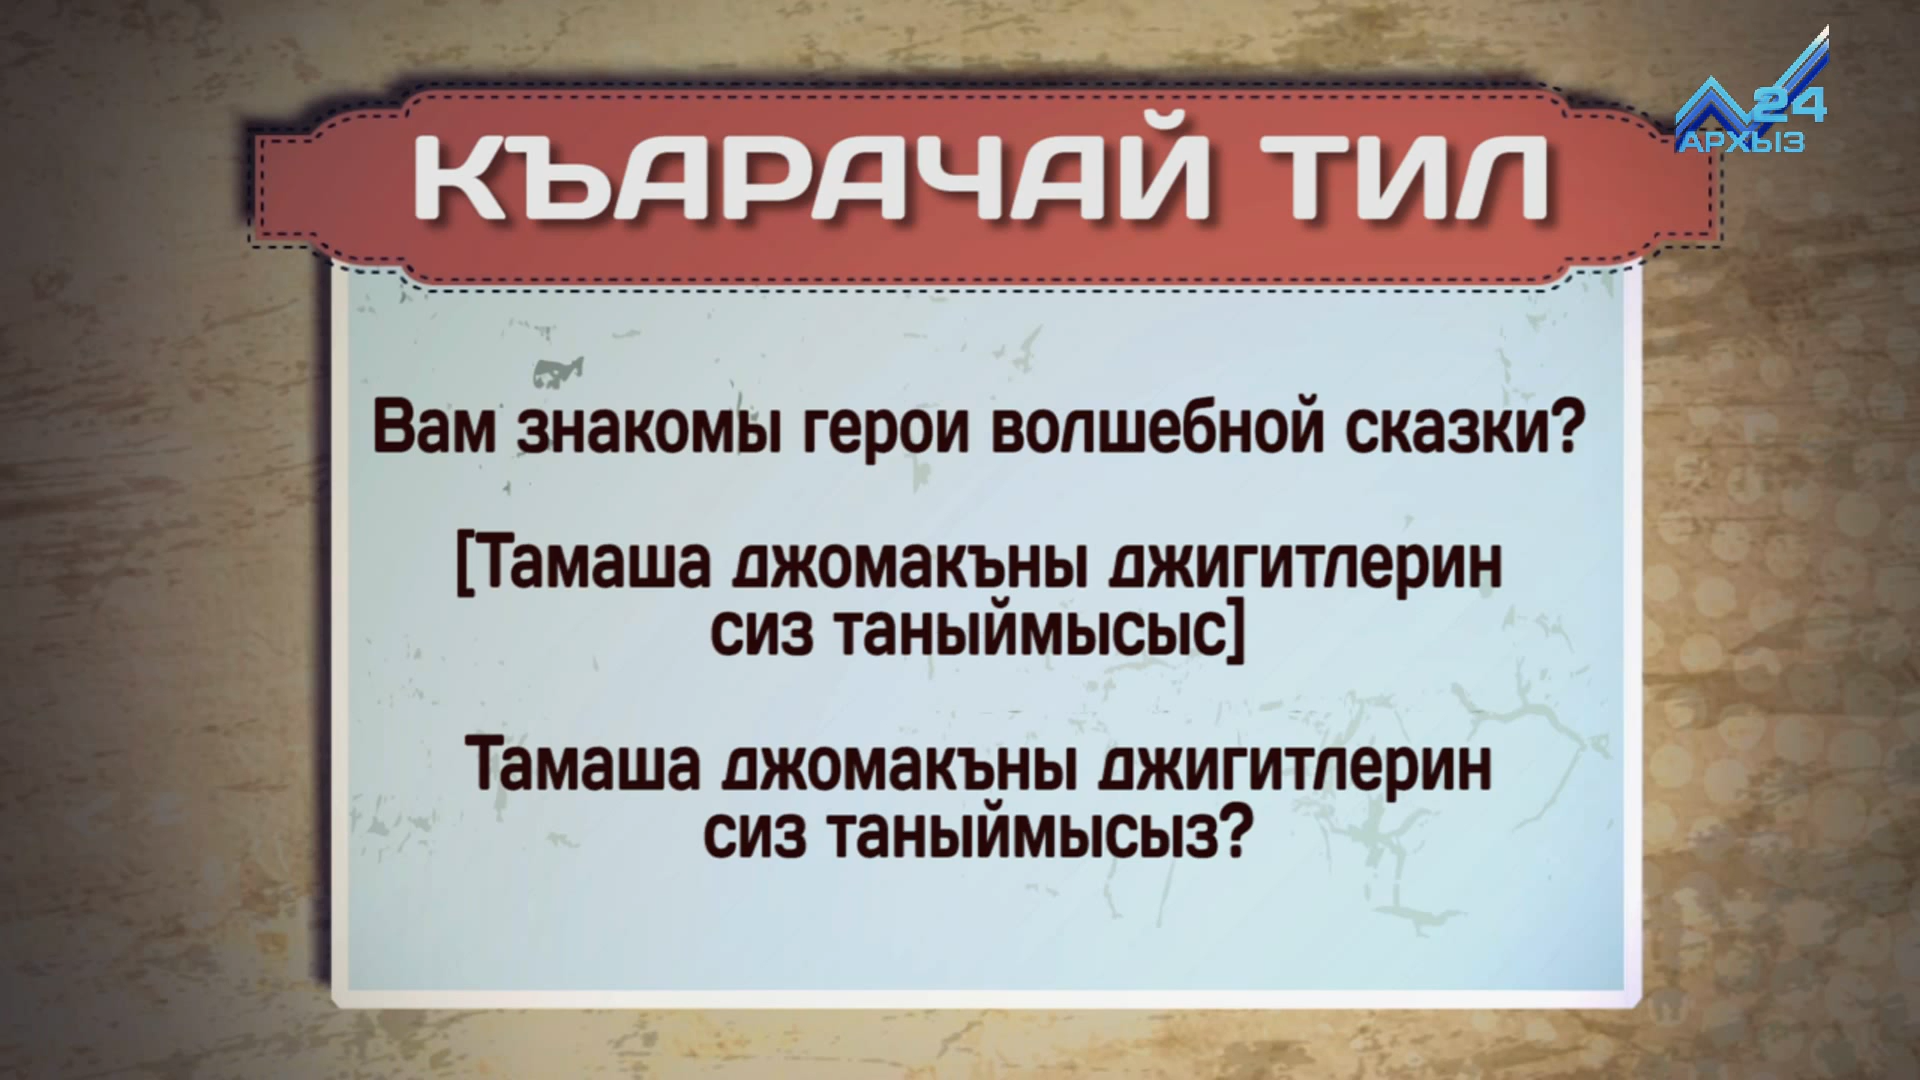 24
АРХЫЗ
КЪАРАЧАЙ ТИЛ
Вам знакомы герои волшебной сказки?
[Тамаша джомакъны джигитлерин
сиз таныймысыс]
Тамаша джомакъны джигитлерин
сиз таныймысыз?